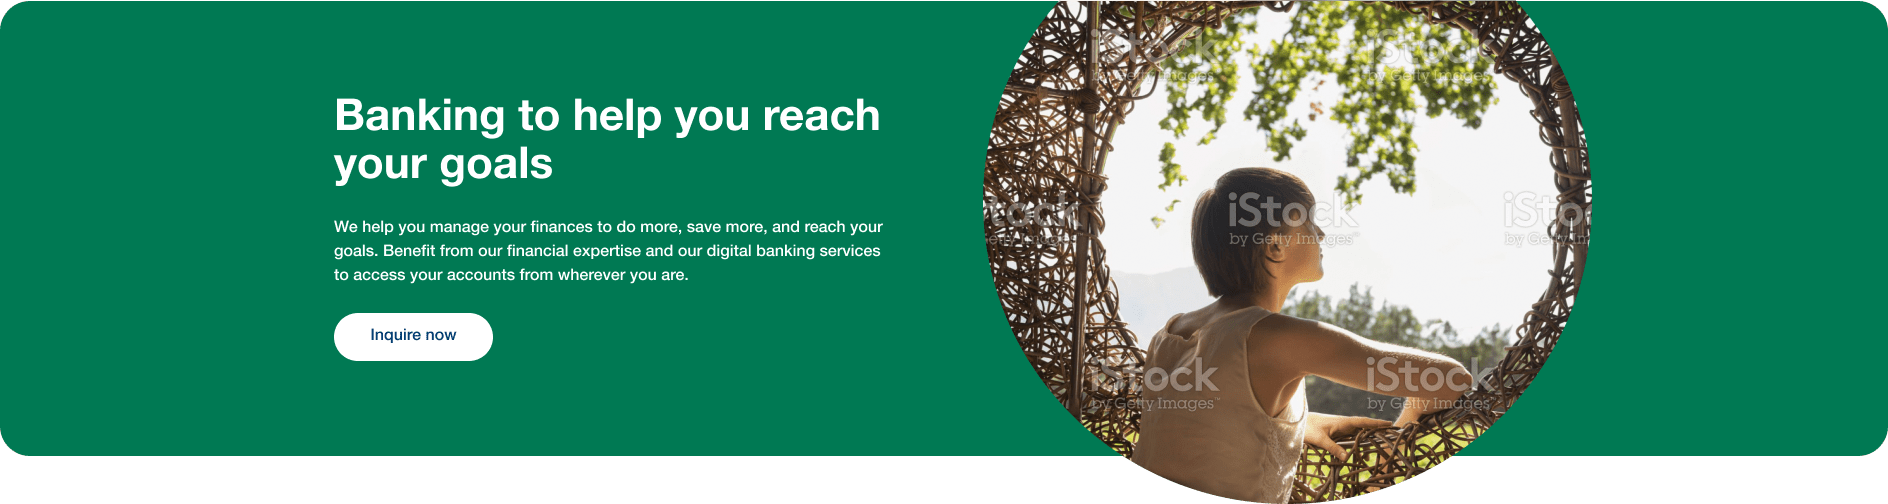 Banking to help you reach
your goals
We help you manage your finances to do more, save more, and reach your
goals. Benefit from our financial expertise and our digital banking services
to access your accounts from wherever you are.
Inquire now
iStock
by Getty Images
iStock
by Getty Images
iStock
by Getty Images
iStock
by Getty Images™
iStock
by Getty Im
iStock
by Getty Images™
iStock
by Getty Images